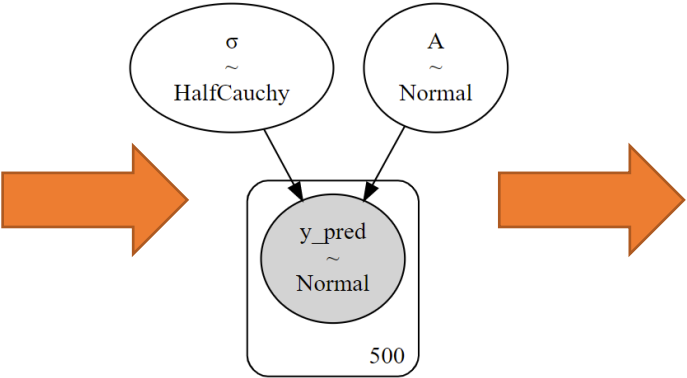 σ
~
HalfCauchy
A
~
Normal
y_pred
~
Normal
500